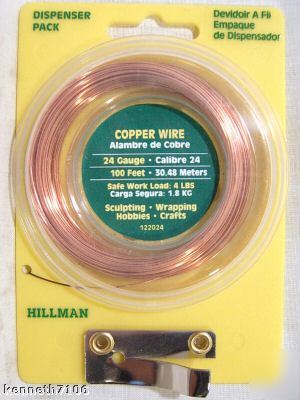 DISPENSER
PACK
Devidoir A Fil
Empaque
de Dispensador
COPPER WIRE
Alambre de Cobre
24 Gauge • Calibre 24
100 Feet • 30.48 Meters
Safe Work Load: 4 LBS
Carga Segura: 1.8 KG
Sculpting • Wrapping
Hobbies • Crafts
122024
HILLMAN
kenneth7106